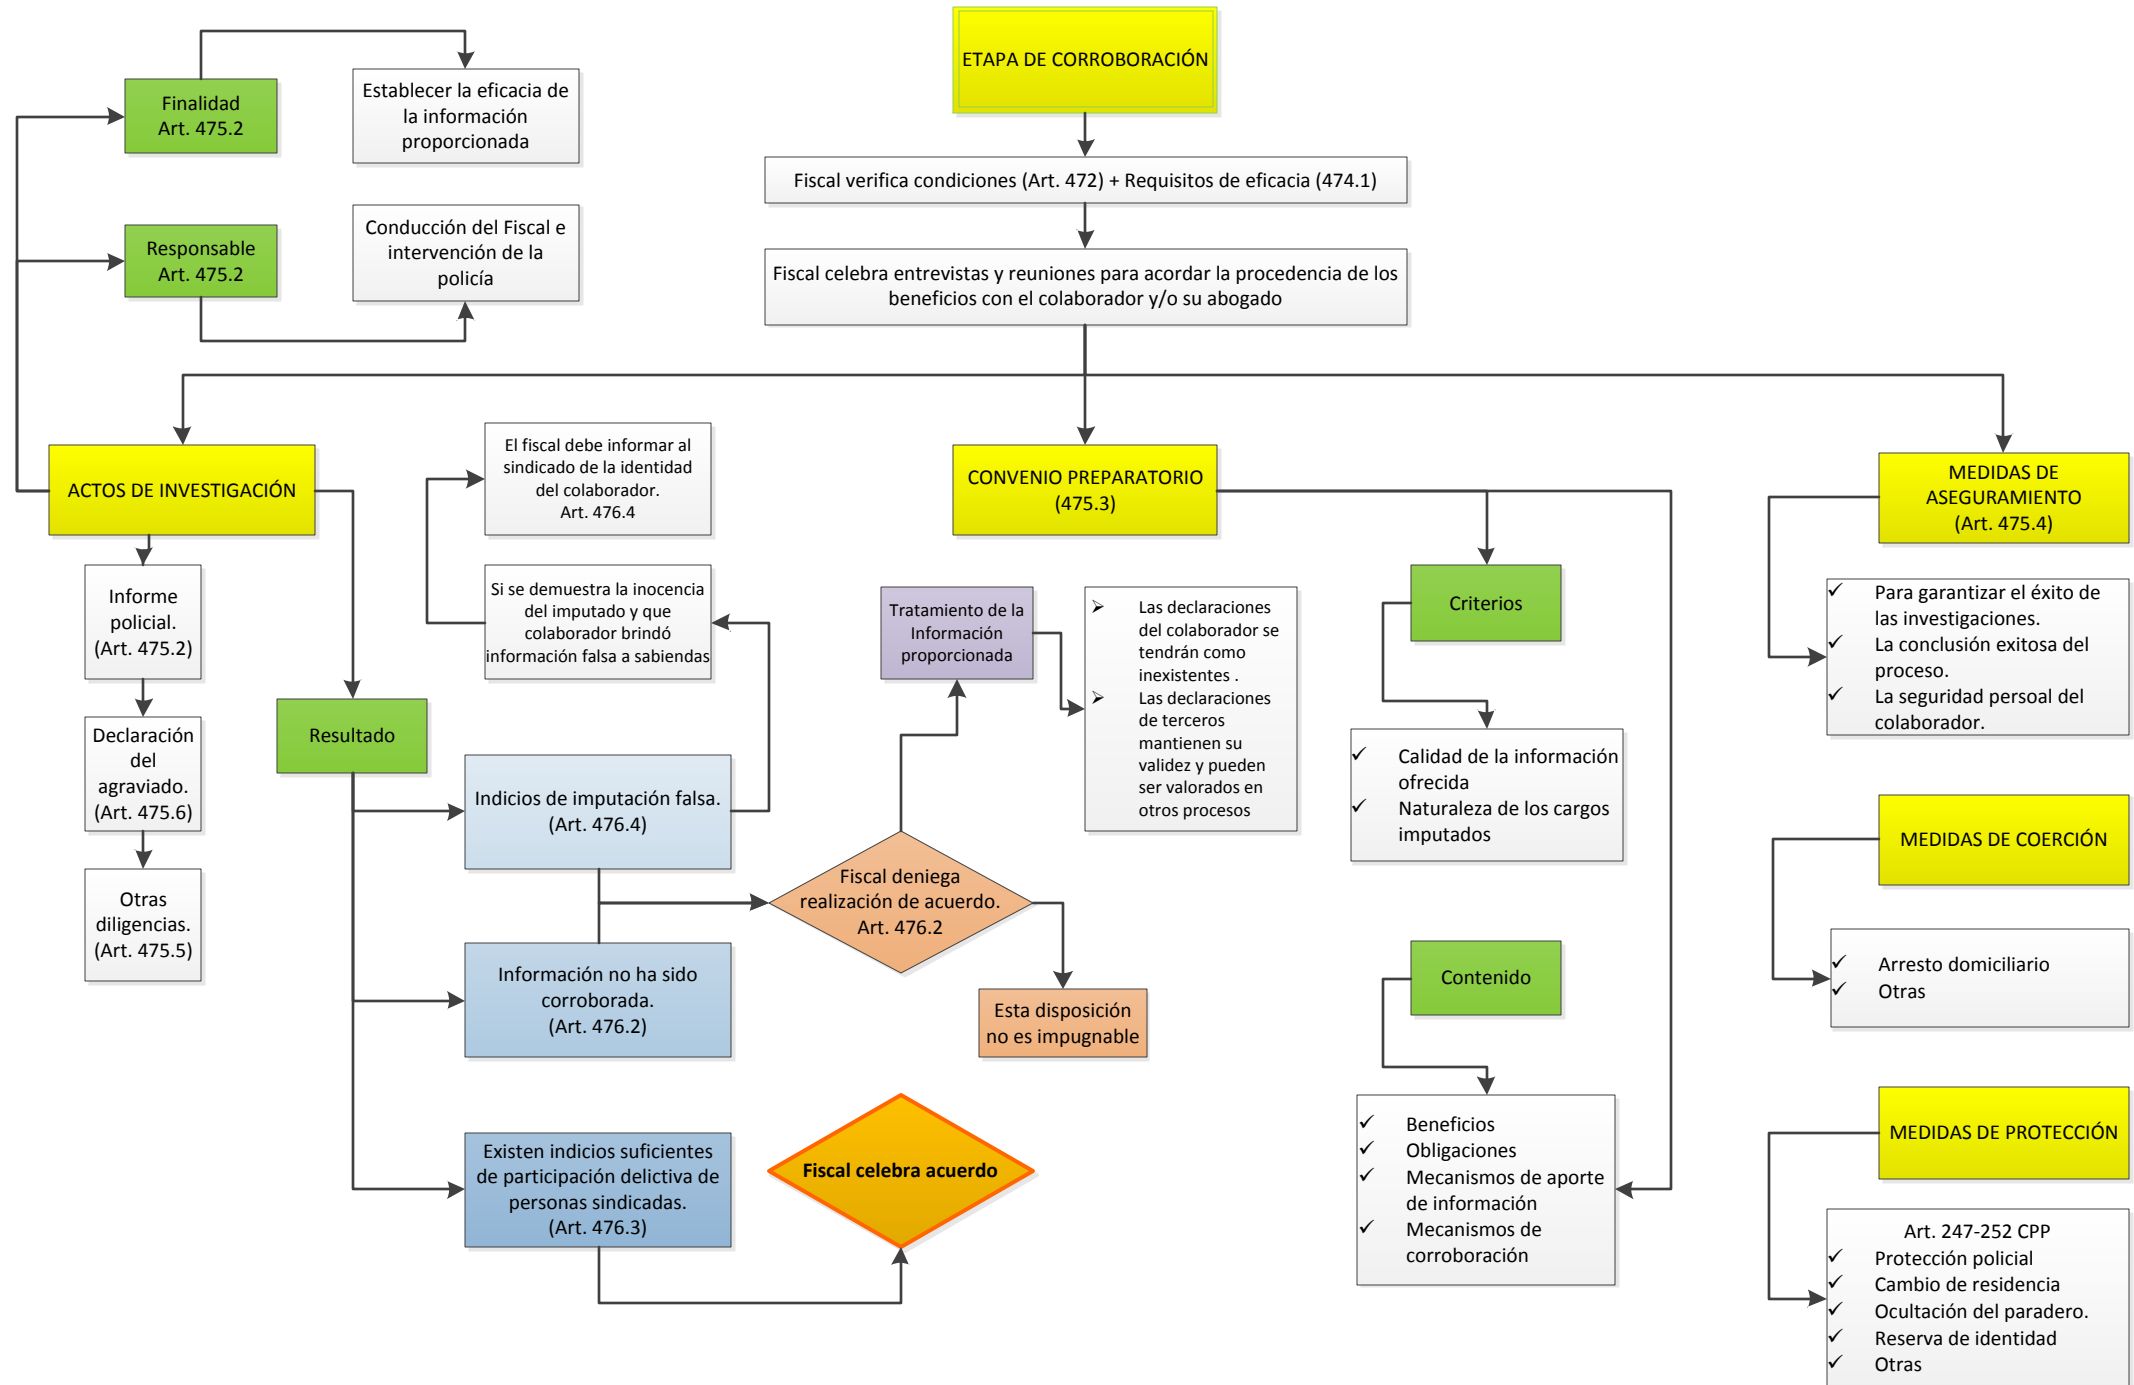 ETAPA DE CORROBORACIÓN
Fiscal verifica condiciones (Art. 472) + Requisitos de eficacia (474.1)
Fiscal celebra entrevistas y reuniones para acordar la procedencia de los
beneficios con el colaborador y/o su abogado
Finalidad
Art. 475.2
Establecer la eficacia de
la información
proporcionada
Responsable
Art. 475.2
Conducción del Fiscal e
intervención de la
policía
ACTOS DE INVESTIGACIÓN
Informe
policial.
(Art. 475.2)
Declaración
del
agraviado.
(Art. 475.6)
Otras
diligencias.
(Art. 475.5)
Resultado
El fiscal debe informar al
sindicado de la identidad
del colaborador.
Art. 476.4
Si se demuestra la inocencia
del imputado y que
colaborador brindó
información falsa a sabiendas
Indicios de imputación falsa.
(Art. 476.4)
Información no ha sido
corroborada.
(Art. 476.2)
Existen indicios suficientes
de participación delictiva de
personas sindicadas.
(Art. 476.3)
Fiscal deniega
realización de acuerdo.
Art. 476.2
Tratamiento de la
Información
proporcionada
➢ Las declaraciones
del colaborador se
tendrán como
inexistentes .
➢ Las declaraciones
de terceros
mantienen su
validez y pueden
ser valorados en
otros procesos
Esta disposición
no es impugnable
Fiscal celebra acuerdo
CONVENIO PREPARATORIO
(475.3)
Criterios
✓ Calidad de la información
ofrecida
✓ Naturaleza de los cargos
imputados
Contenido
✓ Beneficios
✓ Obligaciones
✓ Mecanismos de aporte
de información
✓ Mecanismos de
corroboración
MEDIDAS DE
ASEGURAMIENTO
(Art. 475.4)
✓ Para garantizar el éxito de
las investigaciones.
✓ La conclusión exitosa del
proceso.
✓ La seguridad persoal del
colaborador.
MEDIDAS DE COERCIÓN
✓ Arresto domiciliario
✓ Otras
MEDIDAS DE PROTECCIÓN
Art. 247-252 CPP
✓ Protección policial
✓ Cambio de residencia
✓ Ocultación del paradero.
✓ Reserva de identidad
✓ Otras